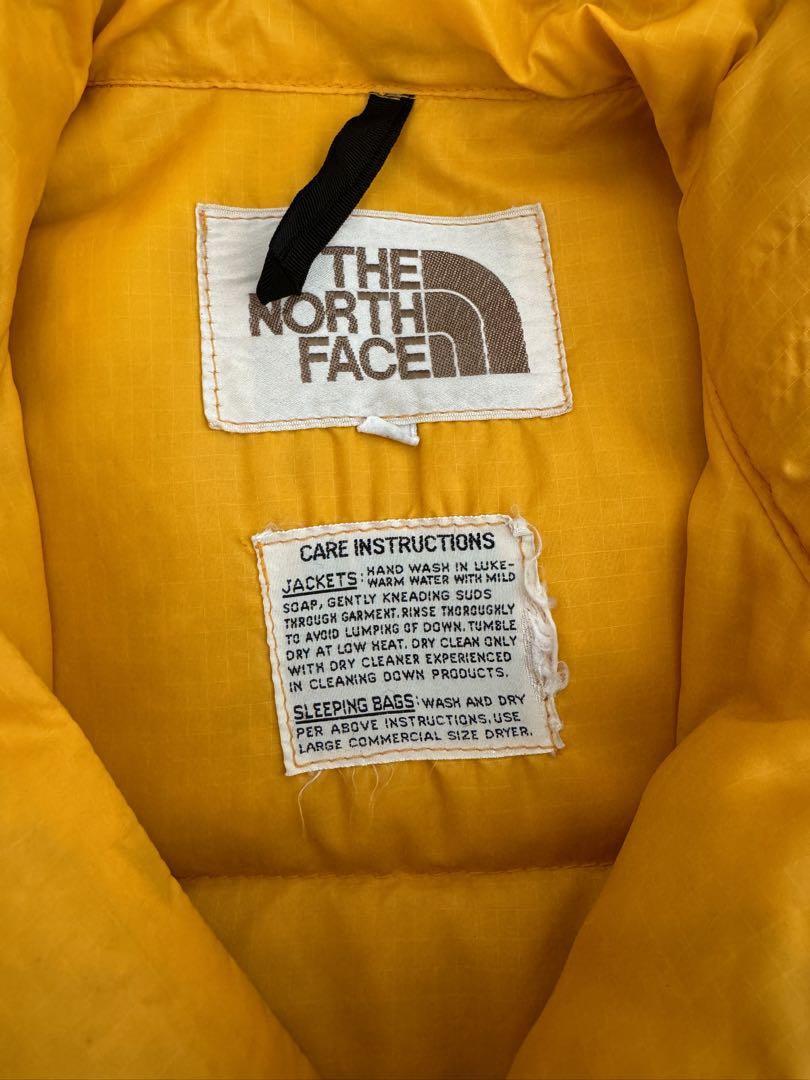 THE
NORTH
FACE
CARE INSTRUCTIONS
JACKETS: HAND WASH IN LUKE-
WARM WATER WITH MILD
SOAP, GENTLY KNEADING SUDS
THROUGH GARMENT. RINSE THOROUGHLY
TO AVOID LUMPING OF DOWN. TUMBLE
DRY AT LOW HEAT. DRY CLEAN ONLY
WITH DRY CLEANER EXPERIENCED
IN CLEANING DOWN PRODUCTS.
SLEEPING BAGS: WASH AND DRY
PER ABOVE INSTRUCTIONS. USE
LARGE COMMERCIAL SIZE DRYER.